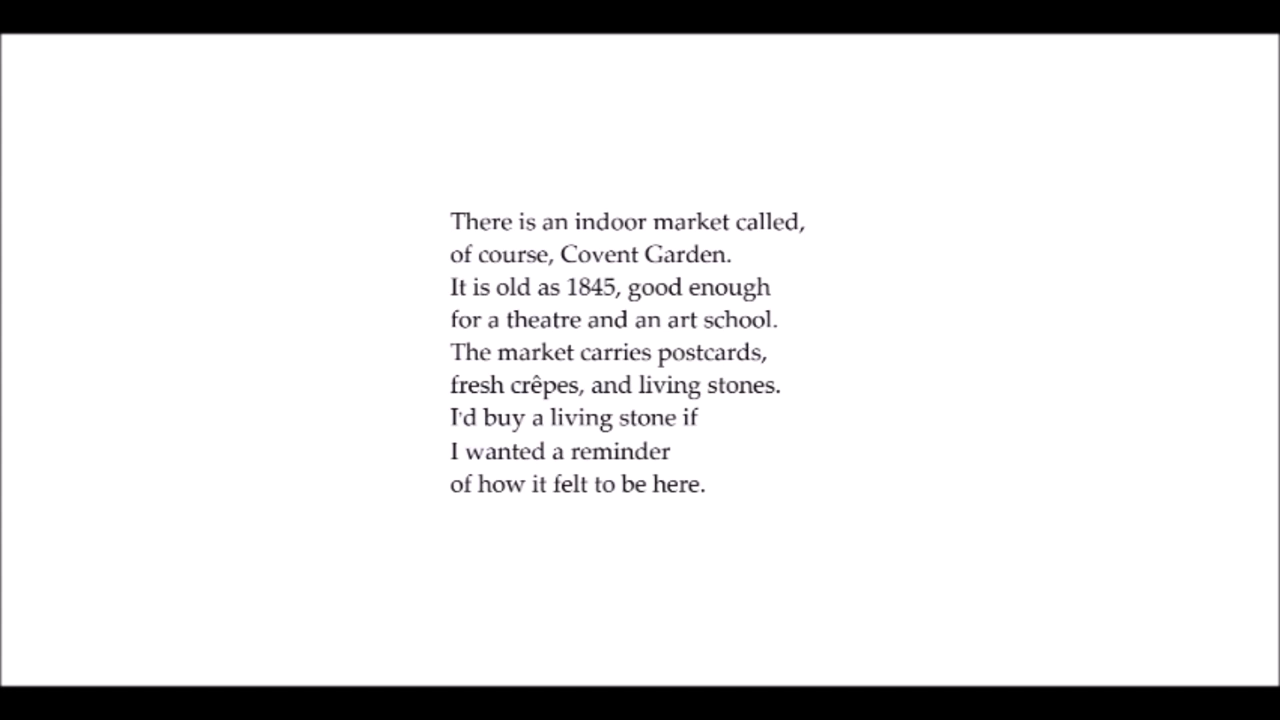 There is an indoor market called,
of course, Covent Garden.
It is old as 1845, good enough
for a theatre and an art school.
The market carries postcards,
fresh crêpes, and living stones.
I'd buy a living stone if
I wanted a reminder
of how it felt to be here.